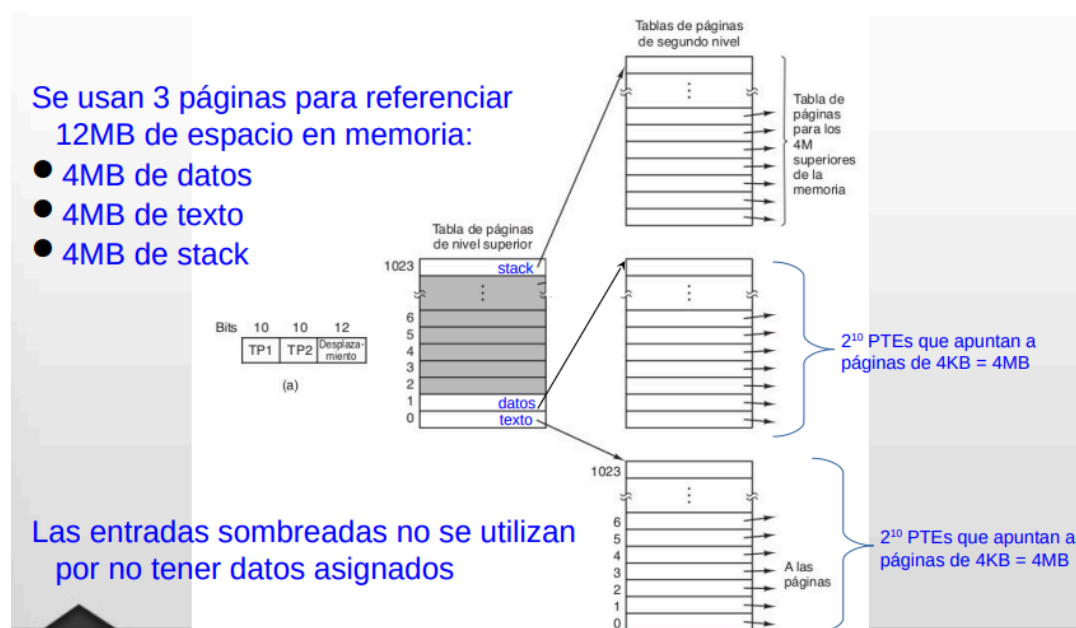 Se usan 3 páginas para referenciar
12MB de espacio en memoria:
● 4MB de datos
● 4MB de texto
● 4MB de stack
Tablas de páginas
de segundo nivel
Tabla de
páginas
para los
4M
superiores
de la
memoria
Tabla de páginas
de nivel superior
1023
stack
6
5
4
3
2
1
datos
0
texto
Bits 10 10 12
TP1 TP2 Desplaza-
miento
(a)
2¹⁰ PTEs que apuntan a
páginas de 4KB = 4MB
1023
6
5
4
3
2
1
0
A las
páginas
2¹⁰ PTEs que apuntan a
páginas de 4KB = 4MB
Las entradas sombreadas no se utilizan
por no tener datos asignados